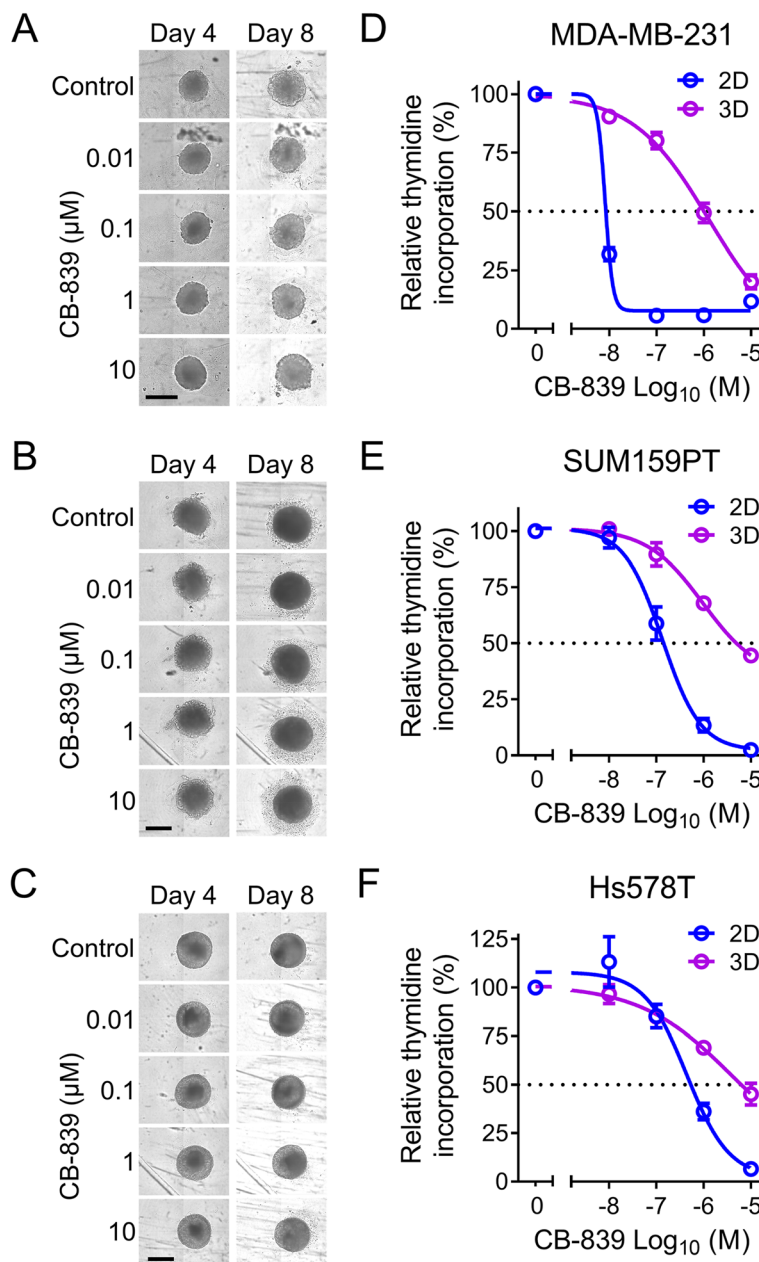 A
Day 4 Day 8
Control
0.01
0.1
1
10
CB-839 (μM)
D
MDA-MB-231
2D
3D
Relative thymidine
incorporation (%)
100
75
50
25
0
0 -8 -7 -6 -5
CB-839 Log10 (M)
B
Day 4 Day 8
Control
0.01
0.1
1
10
CB-839 (μM)
E
SUM159PT
2D
3D
Relative thymidine
incorporation (%)
100
75
50
25
0
0 -8 -7 -6 -5
CB-839 Log10 (M)
C
Day 4 Day 8
Control
0.01
0.1
1
10
CB-839 (μM)
F
Hs578T
2D
3D
Relative thymidine
incorporation (%)
125
100
75
50
25
0
0 -8 -7 -6 -5
CB-839 Log10 (M)